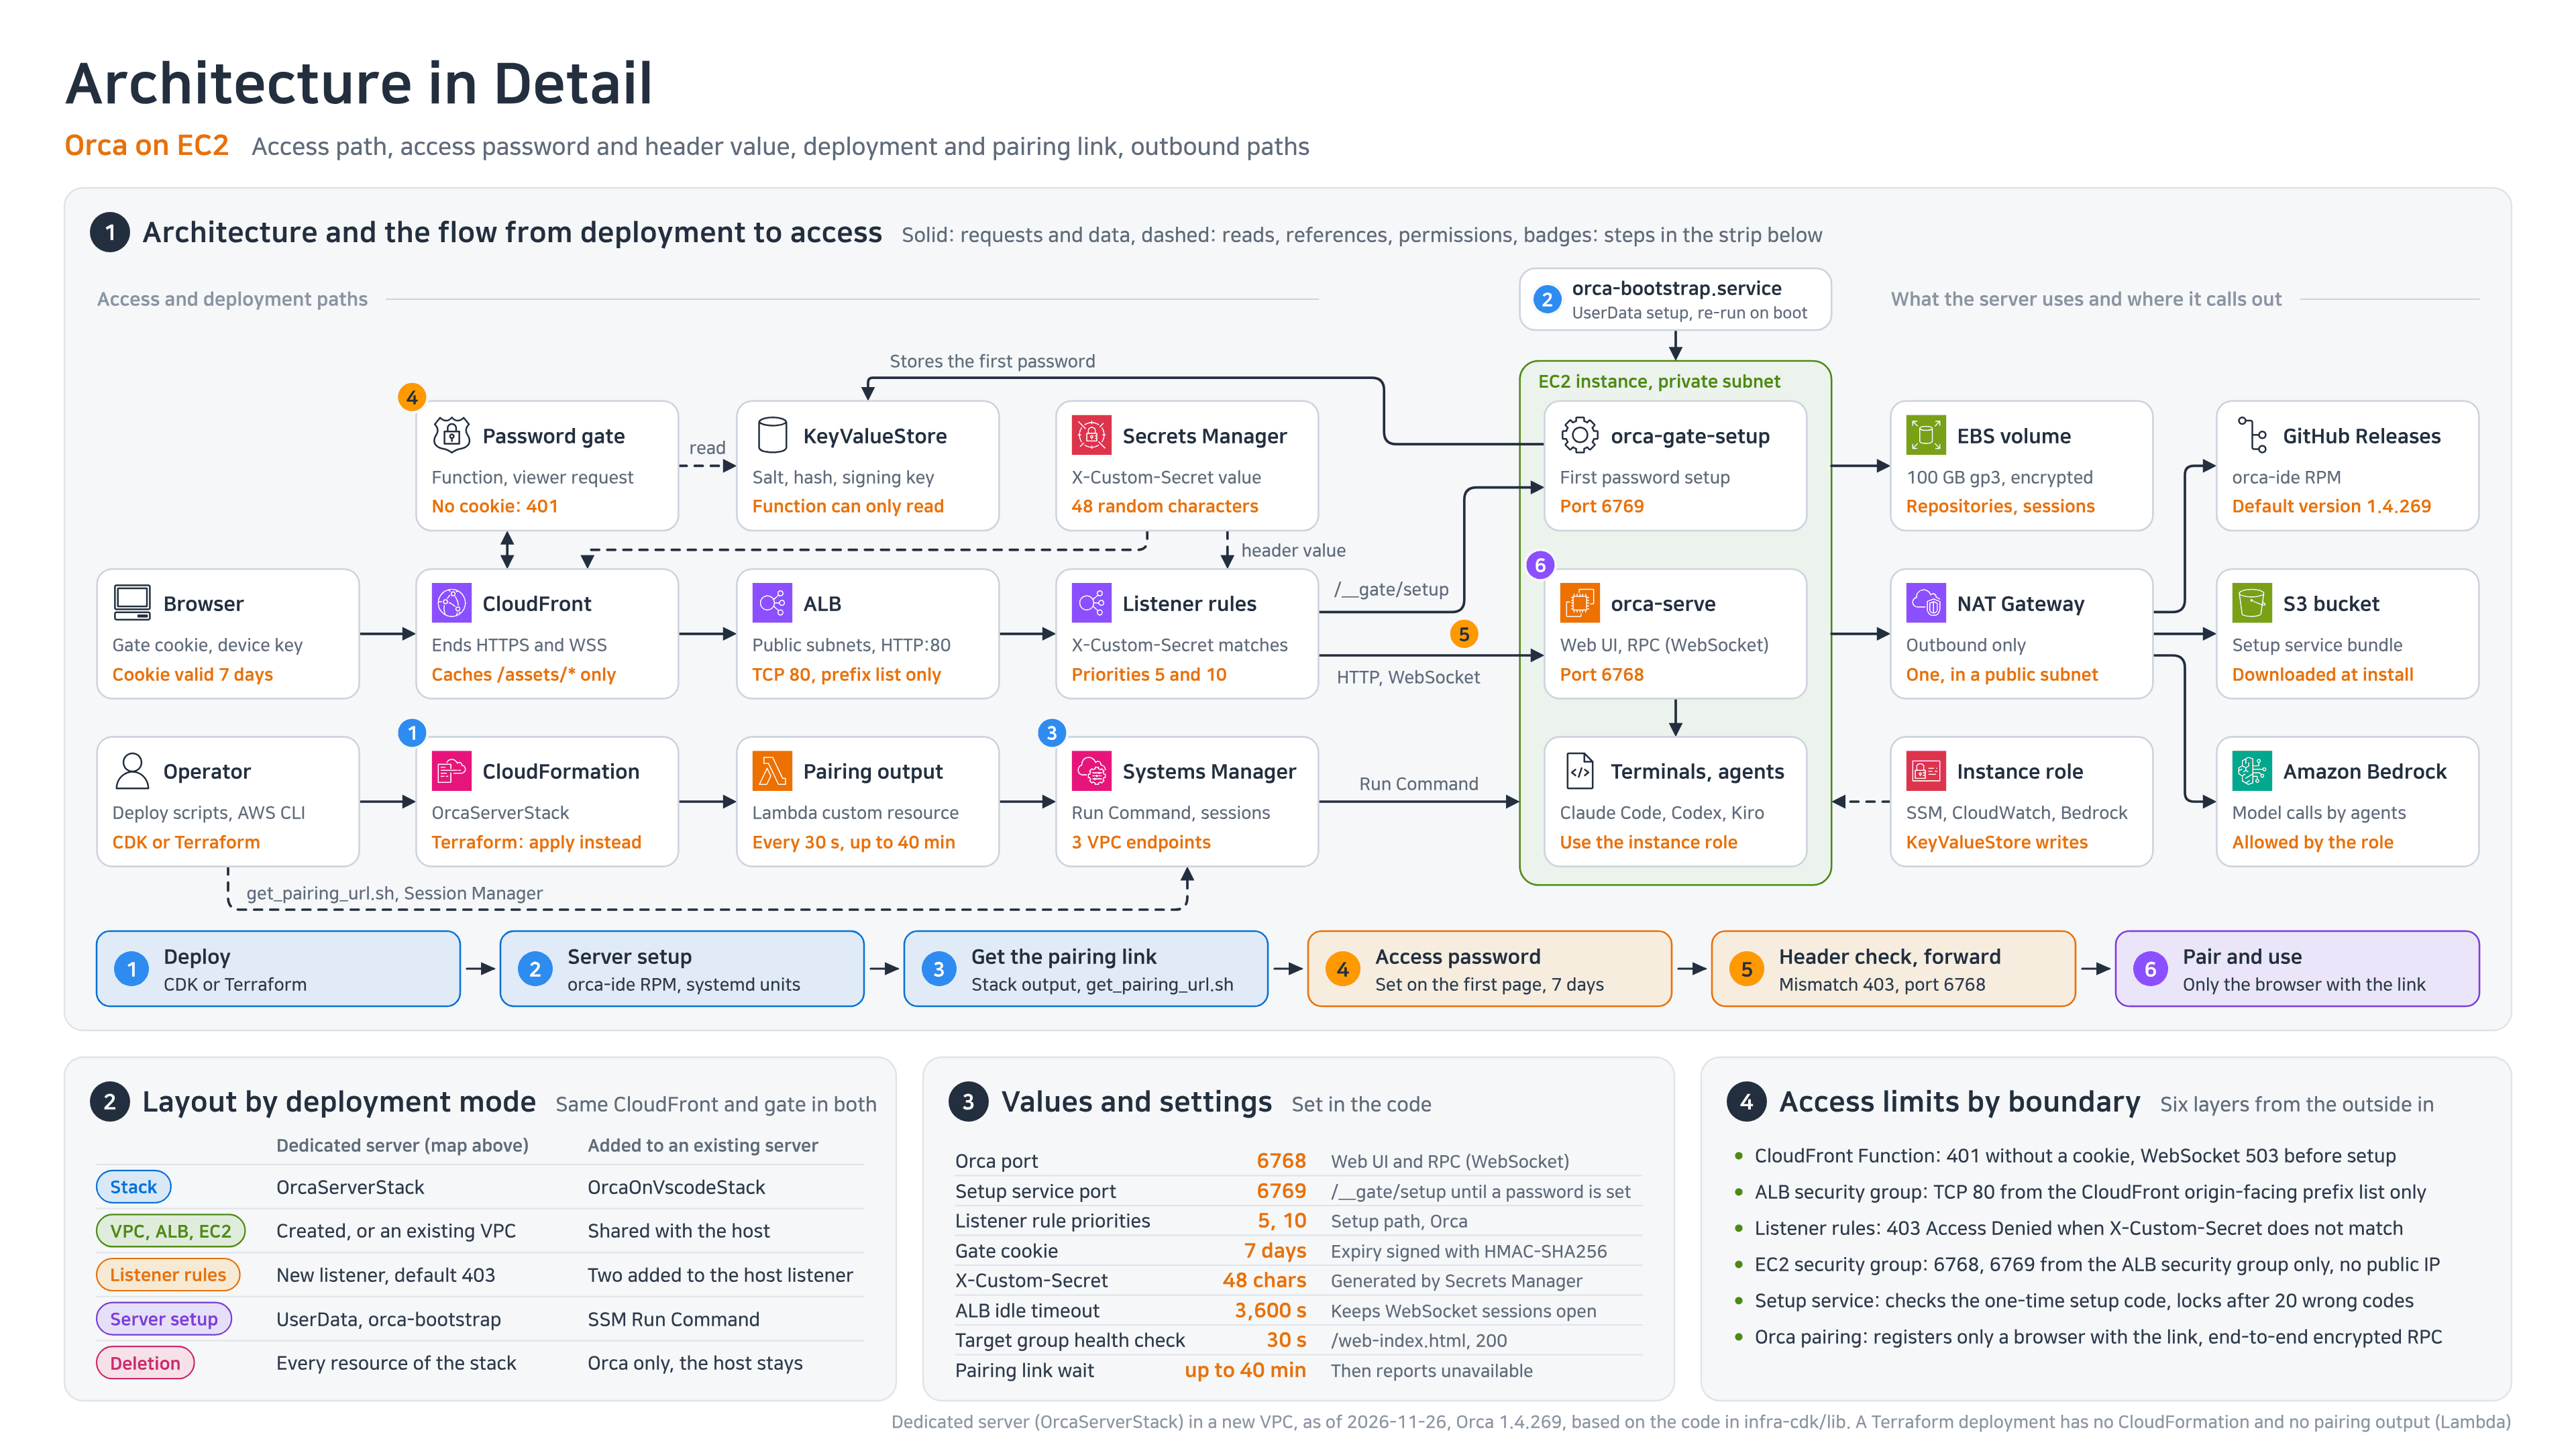 Architecture in Detail
Orca on EC2 Access path, access password and header value, deployment and pairing link, outbound paths
1 Architecture and the flow from deployment to access Solid: requests and data, dashed: reads, references, permissions, badges: steps in the strip below
Access and deployment paths
2 orca-bootstrap.service
UserData setup, re-run on boot
What the server uses and where it calls out
Stores the first password
EC2 instance, private subnet
4
Password gate
Function, viewer request
No cookie: 401
read
KeyValueStore
Salt, hash, signing key
Function can only read
Secrets Manager
X-Custom-Secret value
48 random characters
orca-gate-setup
First password setup
Port 6769
EBS volume
100 GB gp3, encrypted
Repositories, sessions
GitHub Releases
orca-ide RPM
Default version 1.4.269
header value
Browser
Gate cookie, device key
Cookie valid 7 days
CloudFront
Ends HTTPS and WSS
Caches /assets/* only
ALB
Public subnets, HTTP:80
TCP 80, prefix list only
Listener rules
X-Custom-Secret matches
Priorities 5 and 10
/__gate/setup
5
HTTP, WebSocket
6
orca-serve
Web UI, RPC (WebSocket)
Port 6768
NAT Gateway
Outbound only
One, in a public subnet
S3 bucket
Setup service bundle
Downloaded at install
Operator
Deploy scripts, AWS CLI
CDK or Terraform
1
CloudFormation
OrcaServerStack
Terraform: apply instead
Pairing output
Lambda custom resource
Every 30 s, up to 40 min
3
Systems Manager
Run Command, sessions
3 VPC endpoints
Run Command
Terminals, agents
Claude Code, Codex, Kiro
Use the instance role
Instance role
SSM, CloudWatch, Bedrock
KeyValueStore writes
Amazon Bedrock
Model calls by agents
Allowed by the role
get_pairing_url.sh, Session Manager
1 Deploy
CDK or Terraform
2 Server setup
orca-ide RPM, systemd units
3 Get the pairing link
Stack output, get_pairing_url.sh
4 Access password
Set on the first page, 7 days
5 Header check, forward
Mismatch 403, port 6768
6 Pair and use
Only the browser with the link
2 Layout by deployment mode Same CloudFront and gate in both
Dedicated server (map above) Added to an existing server
Stack OrcaServerStack OrcaOnVscodeStack
VPC, ALB, EC2 Created, or an existing VPC Shared with the host
Listener rules New listener, default 403 Two added to the host listener
Server setup UserData, orca-bootstrap SSM Run Command
Deletion Every resource of the stack Orca only, the host stays
3 Values and settings Set in the code
Orca port 6768 Web UI and RPC (WebSocket)
Setup service port 6769 /__gate/setup until a password is set
Listener rule priorities 5, 10 Setup path, Orca
Gate cookie 7 days Expiry signed with HMAC-SHA256
X-Custom-Secret 48 chars Generated by Secrets Manager
ALB idle timeout 3,600 s Keeps WebSocket sessions open
Target group health check 30 s /web-index.html, 200
Pairing link wait up to 40 min Then reports unavailable
4 Access limits by boundary Six layers from the outside in
• CloudFront Function: 401 without a cookie, WebSocket 503 before setup
• ALB security group: TCP 80 from the CloudFront origin-facing prefix list only
• Listener rules: 403 Access Denied when X-Custom-Secret does not match
• EC2 security group: 6768, 6769 from the ALB security group only, no public IP
• Setup service: checks the one-time setup code, locks after 20 wrong codes
• Orca pairing: registers only a browser with the link, end-to-end encrypted RPC
Dedicated server (OrcaServerStack) in a new VPC, as of 2026-11-26, Orca 1.4.269, based on the code in infra-cdk/lib. A Terraform deployment has no CloudFormation and no pairing output (Lambda)